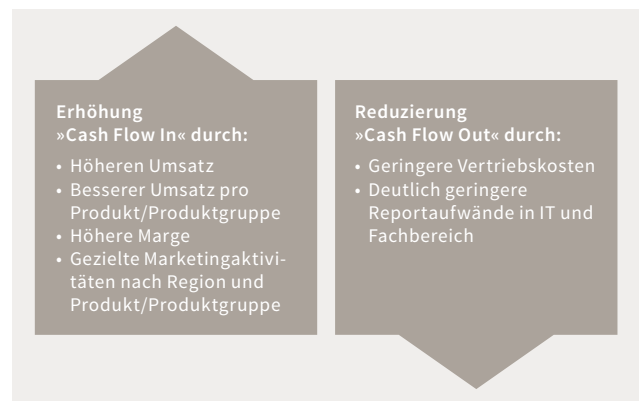 Erhöhung
»Cash Flow In« durch:
• Höheren Umsatz
• Besserer Umsatz pro
Produkt/Produktgruppe
• Höhere Marge
• Gezielte Marketingaktivi-
täten nach Region und
Produkt/Produktgruppe
Reduzierung
»Cash Flow Out« durch:
• Geringere Vertriebskosten
• Deutlich geringere
Reportaufwände in IT und
Fachbereich